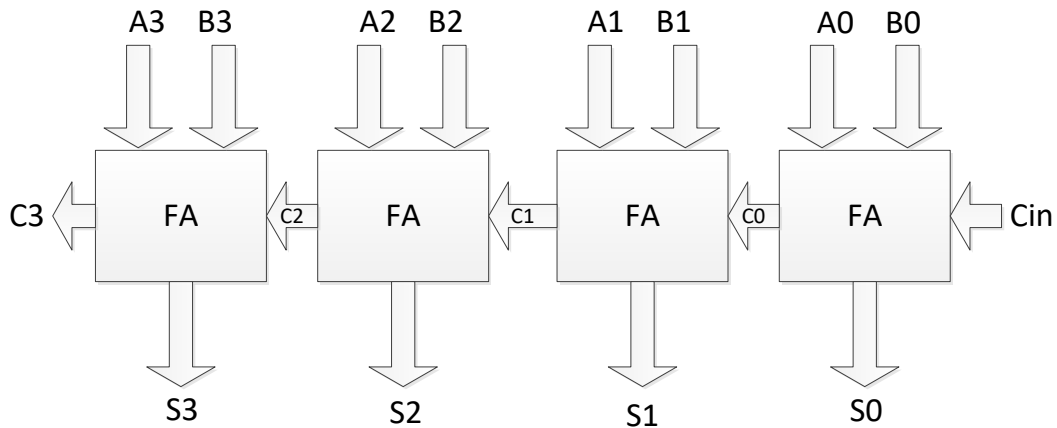 A3 B3 A2 B2 A1 B1 A0 B0
C3 FA C2 FA C1 FA C0 FA Cin
S3 S2 S1 S0